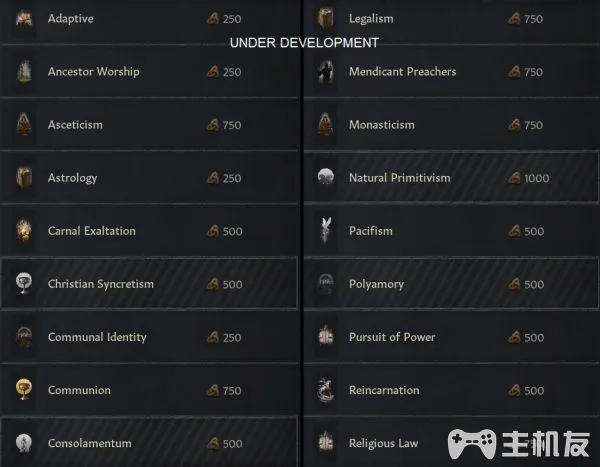 Adaptive 250
Legalism 750
UNDER DEVELOPMENT
Ancestor Worship 250
Mendicant Preachers 750
Asceticism 750
Monasticism 750
Astrology 250
Natural Primitivism 1000
Carnal Exaltation 500
Pacifism 500
Christian Syncretism 500
Polyamory 500
Communal Identity 250
Pursuit of Power 500
Communion 750
Reincarnation 500
Consolamentum 500
Religious Law
主机友